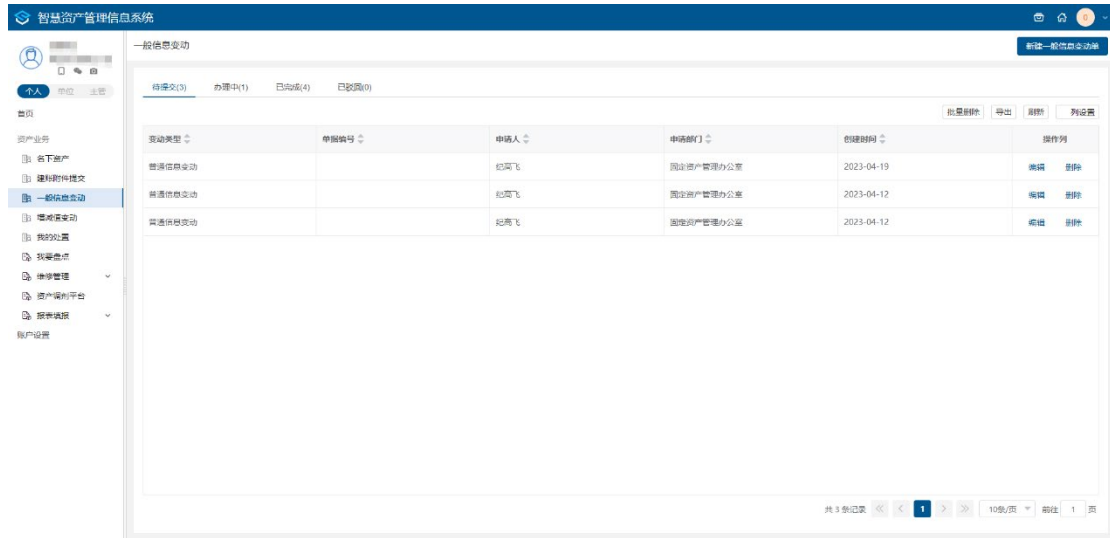 智慧资产管理信息系统
0
一般信息变动
新建一般信息变动单
个人 单位 主管
首页
资产业务
名下资产
建账附件提交
一般信息变动
增减值变动
我的处置
我要盘点
维修管理
资产调剂平台
报表填报
账户设置
待提交(3) 办理中(1) 已完成(4) 已驳回(0)
批量删除 导出 刷新 列设置
变动类型 单据编号 申请人 申请部门 创建时间 操作列
普通信息变动 纪高飞 固定资产管理办公室 2023-04-19 编辑 删除
普通信息变动 纪高飞 固定资产管理办公室 2023-04-12 编辑 删除
普通信息变动 纪高飞 固定资产管理办公室 2023-04-12 编辑 删除
共 3 条记录 1 10条/页 前往 1 页